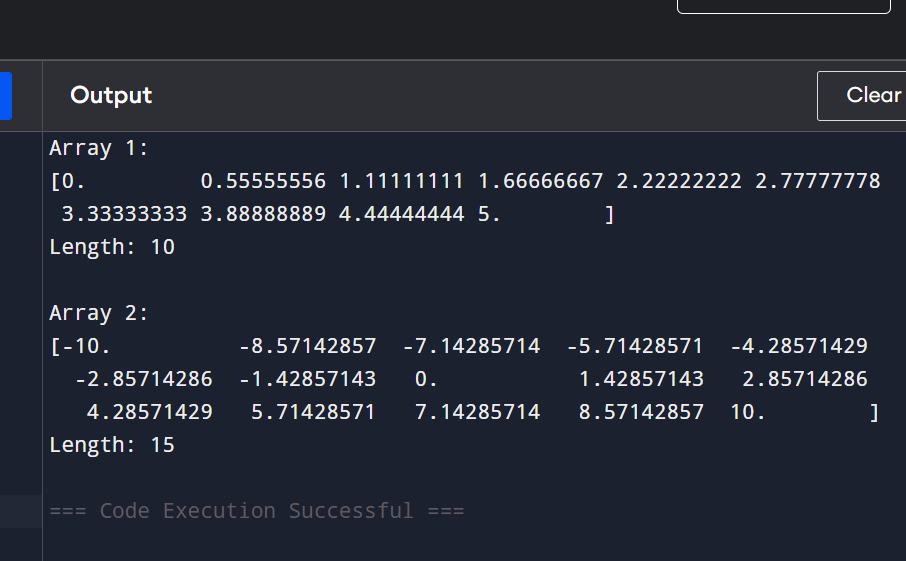 Output
Clear
Array 1:
[0.         0.55555556 1.11111111 1.66666667 2.22222222 2.77777778
 3.33333333 3.88888889 4.44444444 5.        ]
Length: 10
Array 2:
[-10.          -8.57142857  -7.14285714  -5.71428571  -4.28571429
  -2.85714286  -1.42857143   0.           1.42857143   2.85714286
   4.28571429   5.71428571   7.14285714   8.57142857  10.        ]
Length: 15
=== Code Execution Successful ===